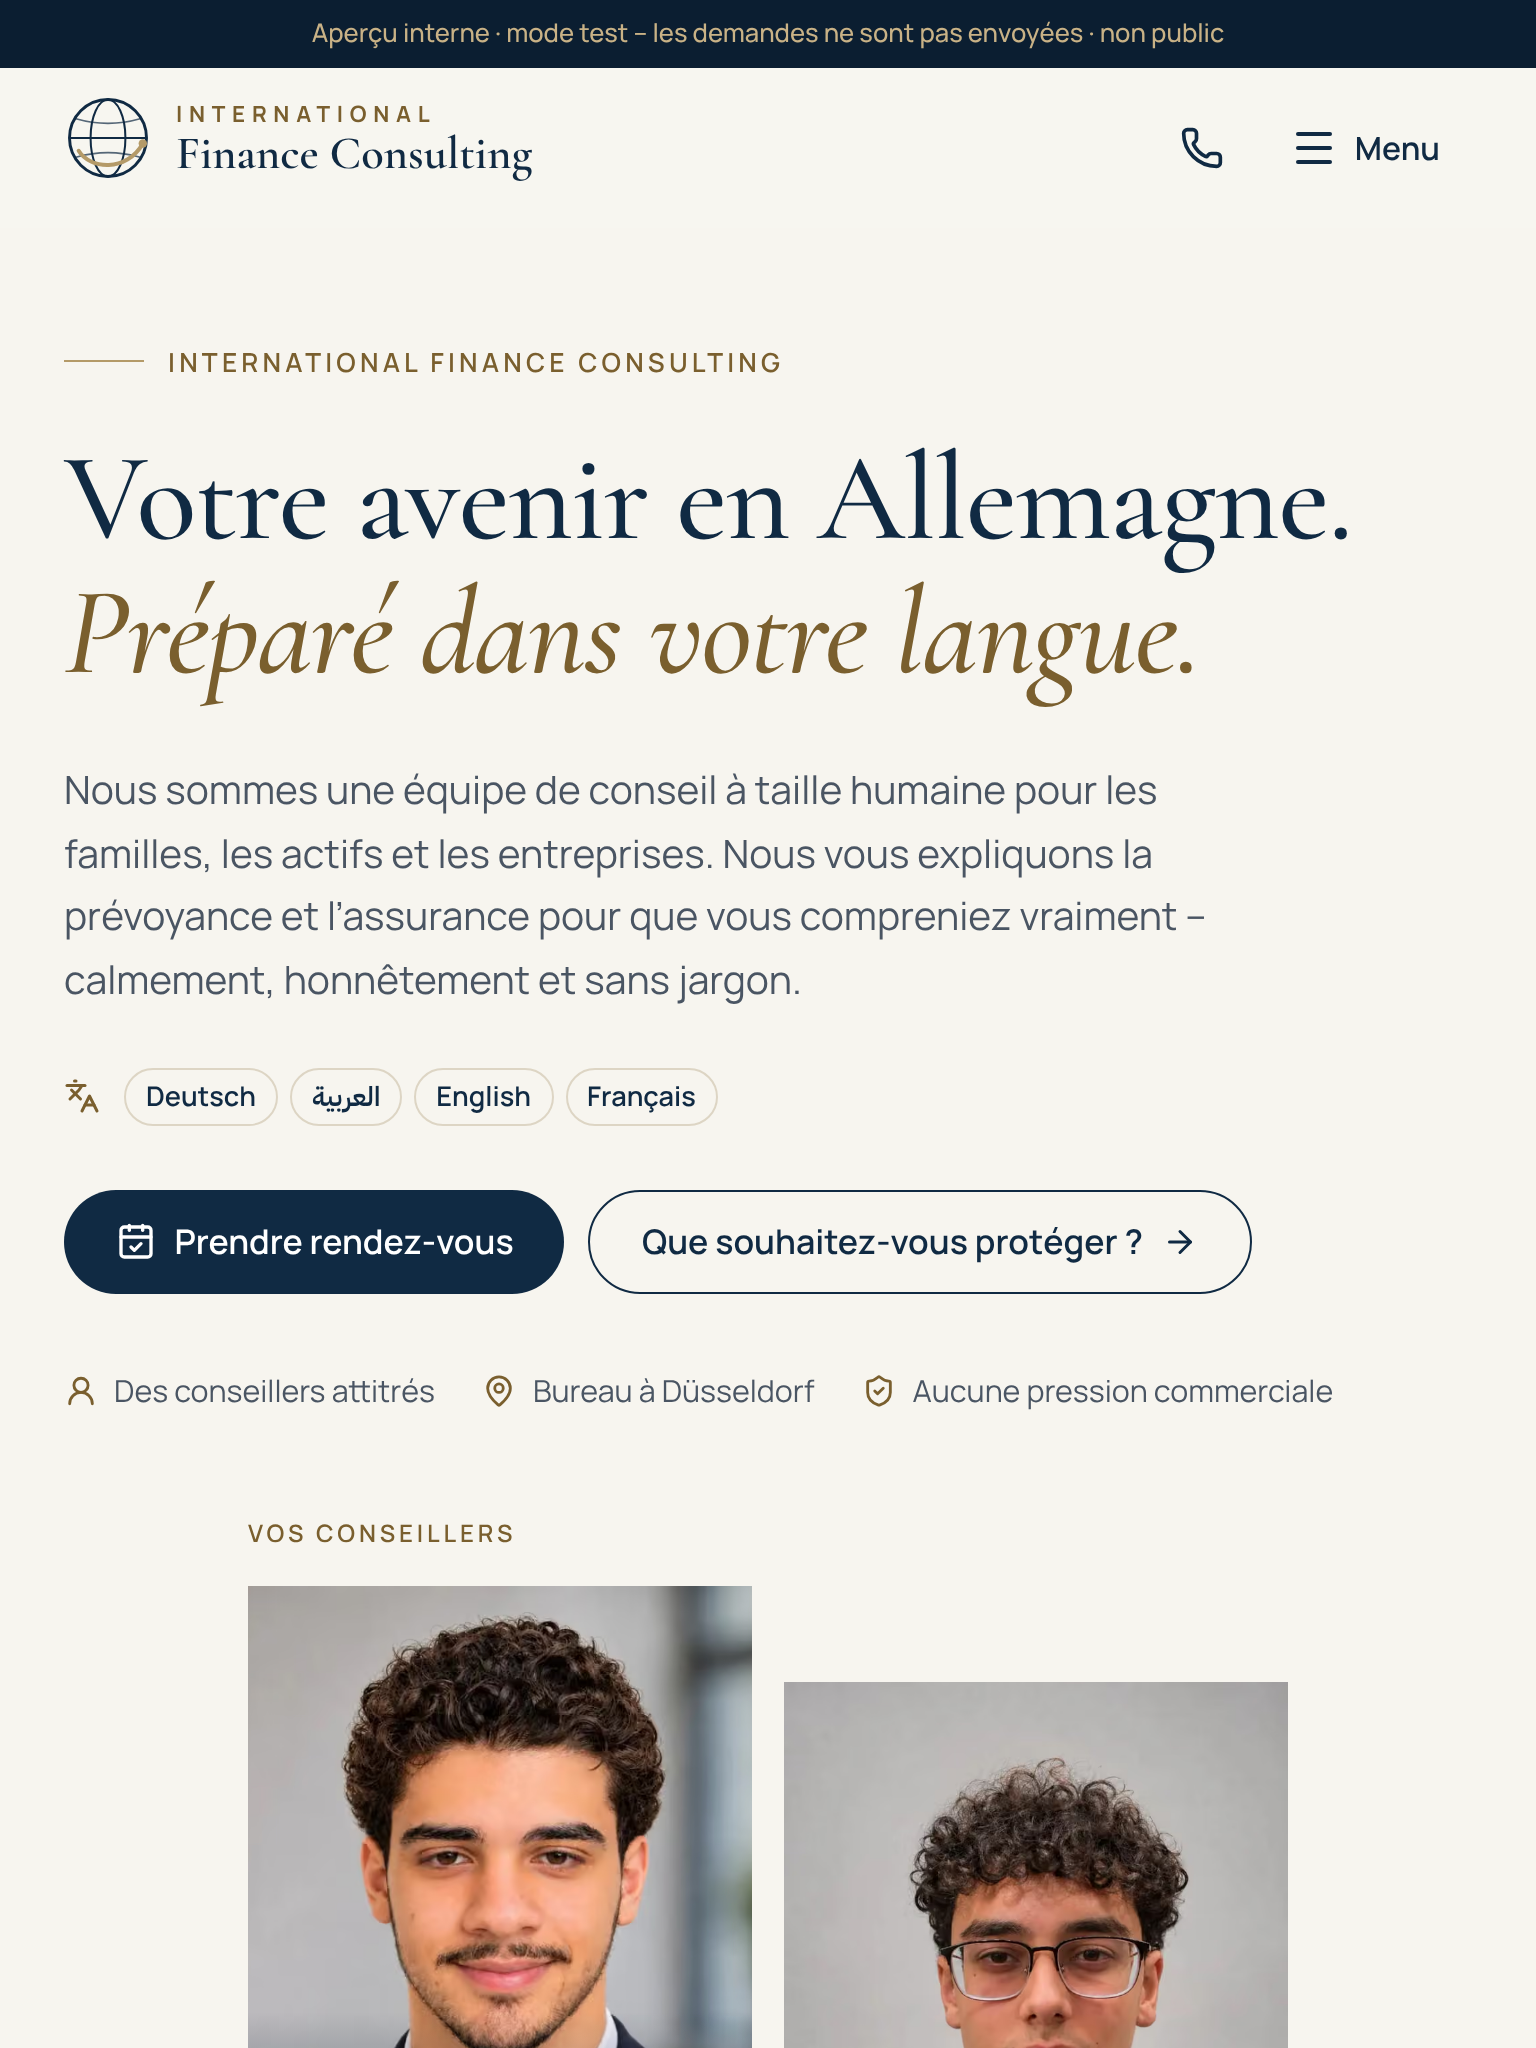 Aperçu interne · mode test – les demandes ne sont pas envoyées · non public
INTERNATIONAL
Finance Consulting
Menu
INTERNATIONAL FINANCE CONSULTING
Votre avenir en Allemagne.
Préparé dans votre langue.
Nous sommes une équipe de conseil à taille humaine pour les
familles, les actifs et les entreprises. Nous vous expliquons la
prévoyance et l’assurance pour que vous compreniez vraiment –
calmement, honnêtement et sans jargon.
Deutsch العربية English Français
Prendre rendez-vous Que souhaitez-vous protéger ?
Des conseillers attitrés Bureau à Düsseldorf Aucune pression commerciale
VOS CONSEILLERS